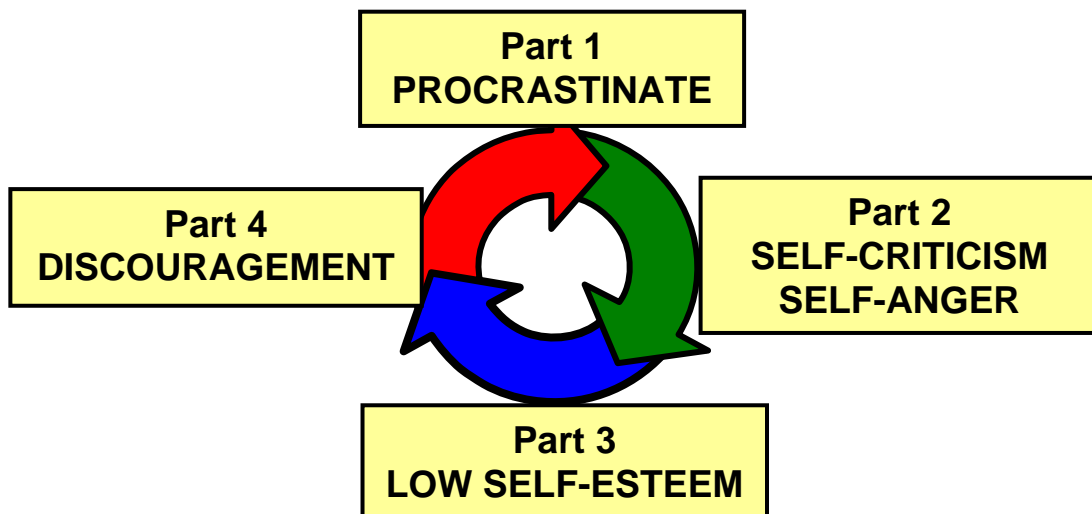 Part 1
PROCRASTINATE
Part 2
SELF-CRITICISM
SELF-ANGER
Part 3
LOW SELF-ESTEEM
Part 4
DISCOURAGEMENT